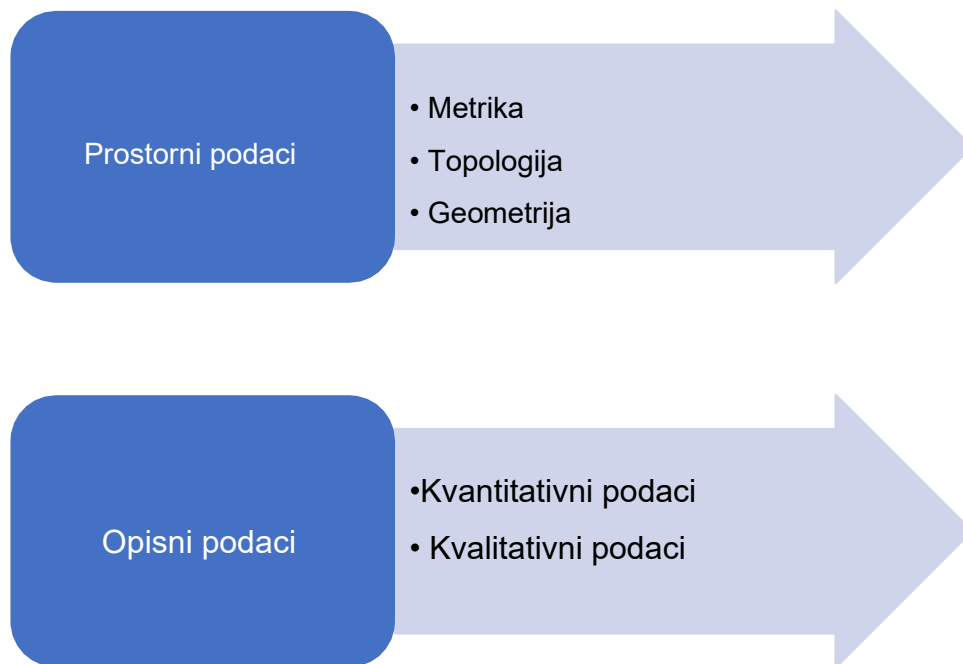 Prostorni podaci
• Metrika
• Topologija
• Geometrija
Opisni podaci
•Kvantitativni podaci
• Kvalitativni podaci